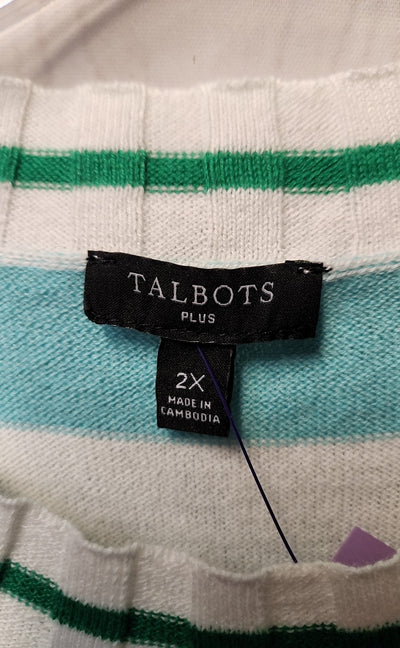 TALBOTS
PLUS
2X
MADE IN
CAMBODIA